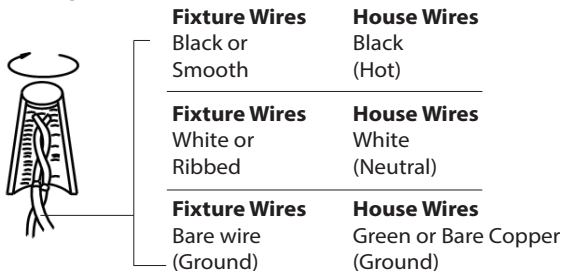 Fixture Wires House Wires
Black or Black
Smooth (Hot)
Fixture Wires House Wires
White or White
Ribbed (Neutral)
Fixture Wires House Wires
Bare wire Green or Bare Copper
(Ground) (Ground)